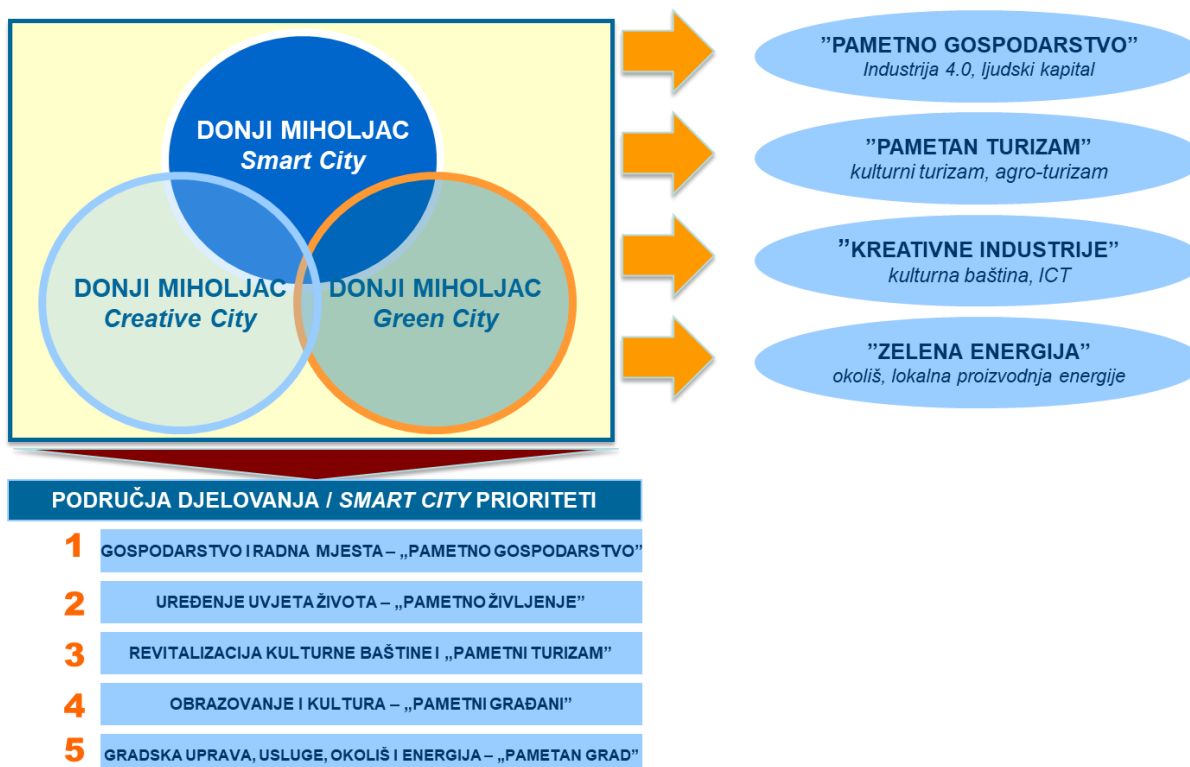 DONJI MIHOLJAC
Smart City
DONJI MIHOLJAC
Creative City
DONJI MIHOLJAC
Green City
”PAMETNO GOSPODARSTVO”
Industrija 4.0, ljudski kapital
”PAMETAN TURIZAM”
kulturni turizam, agro-turizam
”KREATIVNE INDUSTRIJE”
kulturna baština, ICT
”ZELENA ENERGIJA”
okoliš, lokalna proizvodnja energije
PODRUČJA DJELOVANJA / SMART CITY PRIORITETI
1 GOSPODARSTVO I RADNA MJESTA – „PAMETNO GOSPODARSTVO”
2 UREĐENJE UVJETA ŽIVOTA – „PAMETNO ŽIVLJENJE”
3 REVITALIZACIJA KULTURNE BAŠTINE I „PAMETNI TURIZAM”
4 OBRAZOVANJE I KULTURA – „PAMETNI GRAĐANI”
5 GRADSKA UPRAVA, USLUGE, OKOLIŠ I ENERGIJA – „PAMETAN GRAD”